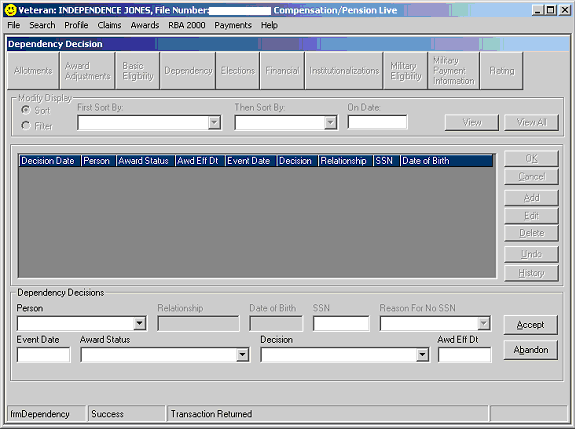 Veteran: INDEPENDENCE JONES, File Number: Compensation/Pension Live
File Search Profile Claims Awards RBA 2000 Payments Help
Dependency Decision
Allotments Award Adjustments Basic Eligibility Dependency Elections Financial Institutionalizations Military Eligibility Military Payment Information Rating
Modify Display
Sort First Sort By: Then Sort By: On Date:
Filter View View All
Decision Date Person Award Status Awd Eff Dt Event Date Decision Relationship SSN Date of Birth
OK
Cancel
Add
Edit
Delete
Undo
History
Dependency Decisions
Person Relationship Date of Birth SSN Reason For No SSN
Accept
Event Date Award Status Decision Awd Eff Dt
Abandon
frmDependency Success Transaction Returned